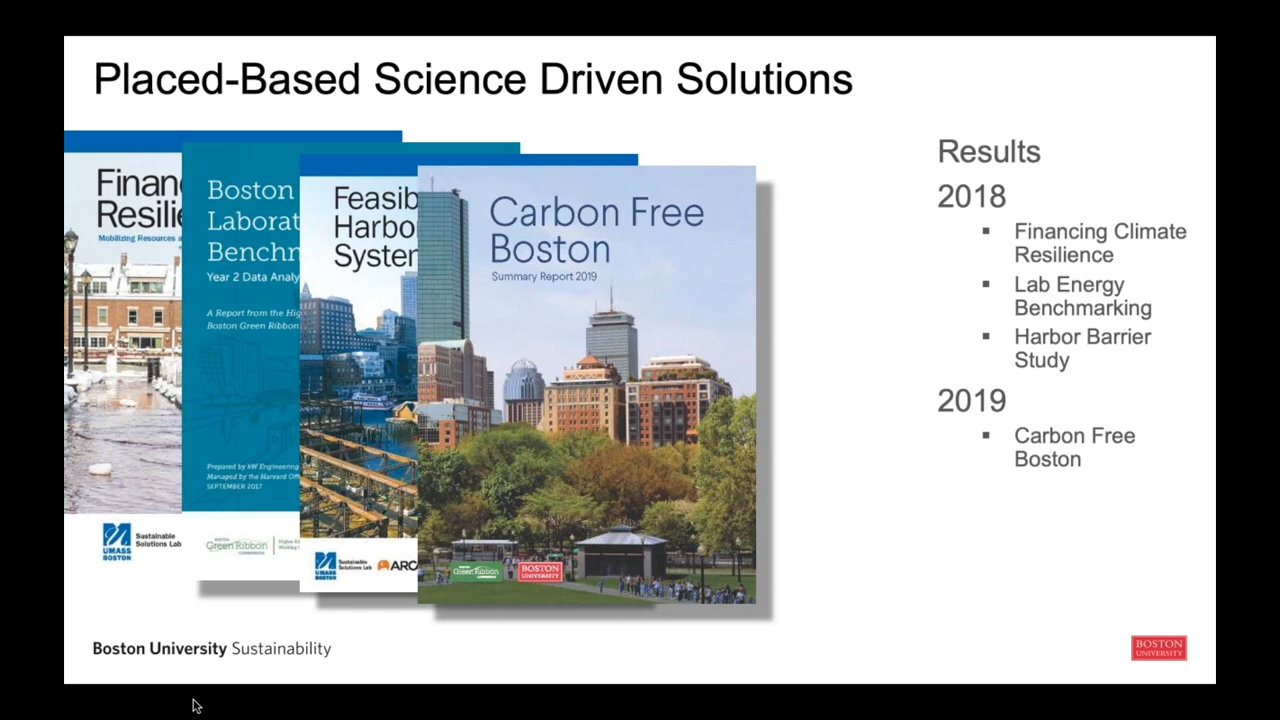 Placed-Based Science Driven Solutions
Finan
Resilie
Mobilizing Resources a
UMASS
BOSTON
Sustainable
Solutions Lab
Boston
Laborat
Benchm
Year 2 Data Analy
A Report from the Hig
Boston Green Ribbon
Prepared by kW Engineering
Managed by the Harvard Off
SEPTEMBER 2017
Green Ribbon
Feasib
Harbo
System
UMASS
BOSTON
Sustainable
Solutions Lab
ARC
Carbon Free
Boston
Summary Report 2019
Green Ribbon
BOSTON
UNIVERSITY
Results
2018
▪ Financing Climate
Resilience
▪ Lab Energy
Benchmarking
▪ Harbor Barrier
Study
2019
▪ Carbon Free
Boston
Boston University Sustainability
BOSTON
UNIVERSITY